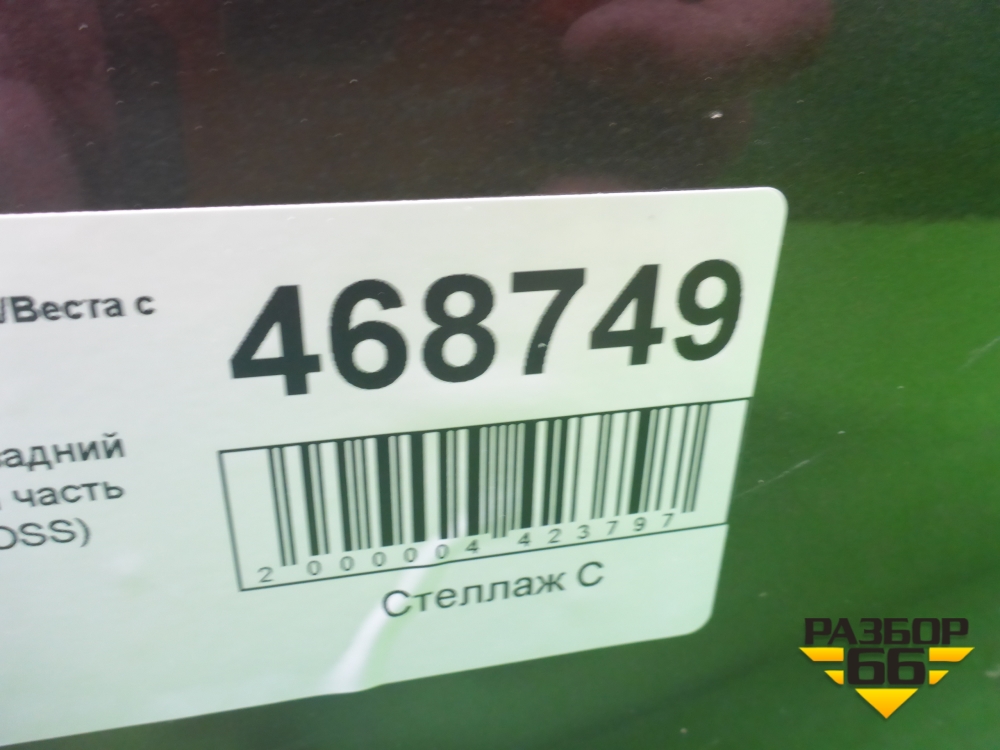 /Веста с
468749
задний
часть
OSS)
2 000004 423797
Стеллаж С
РАЗБОР
66